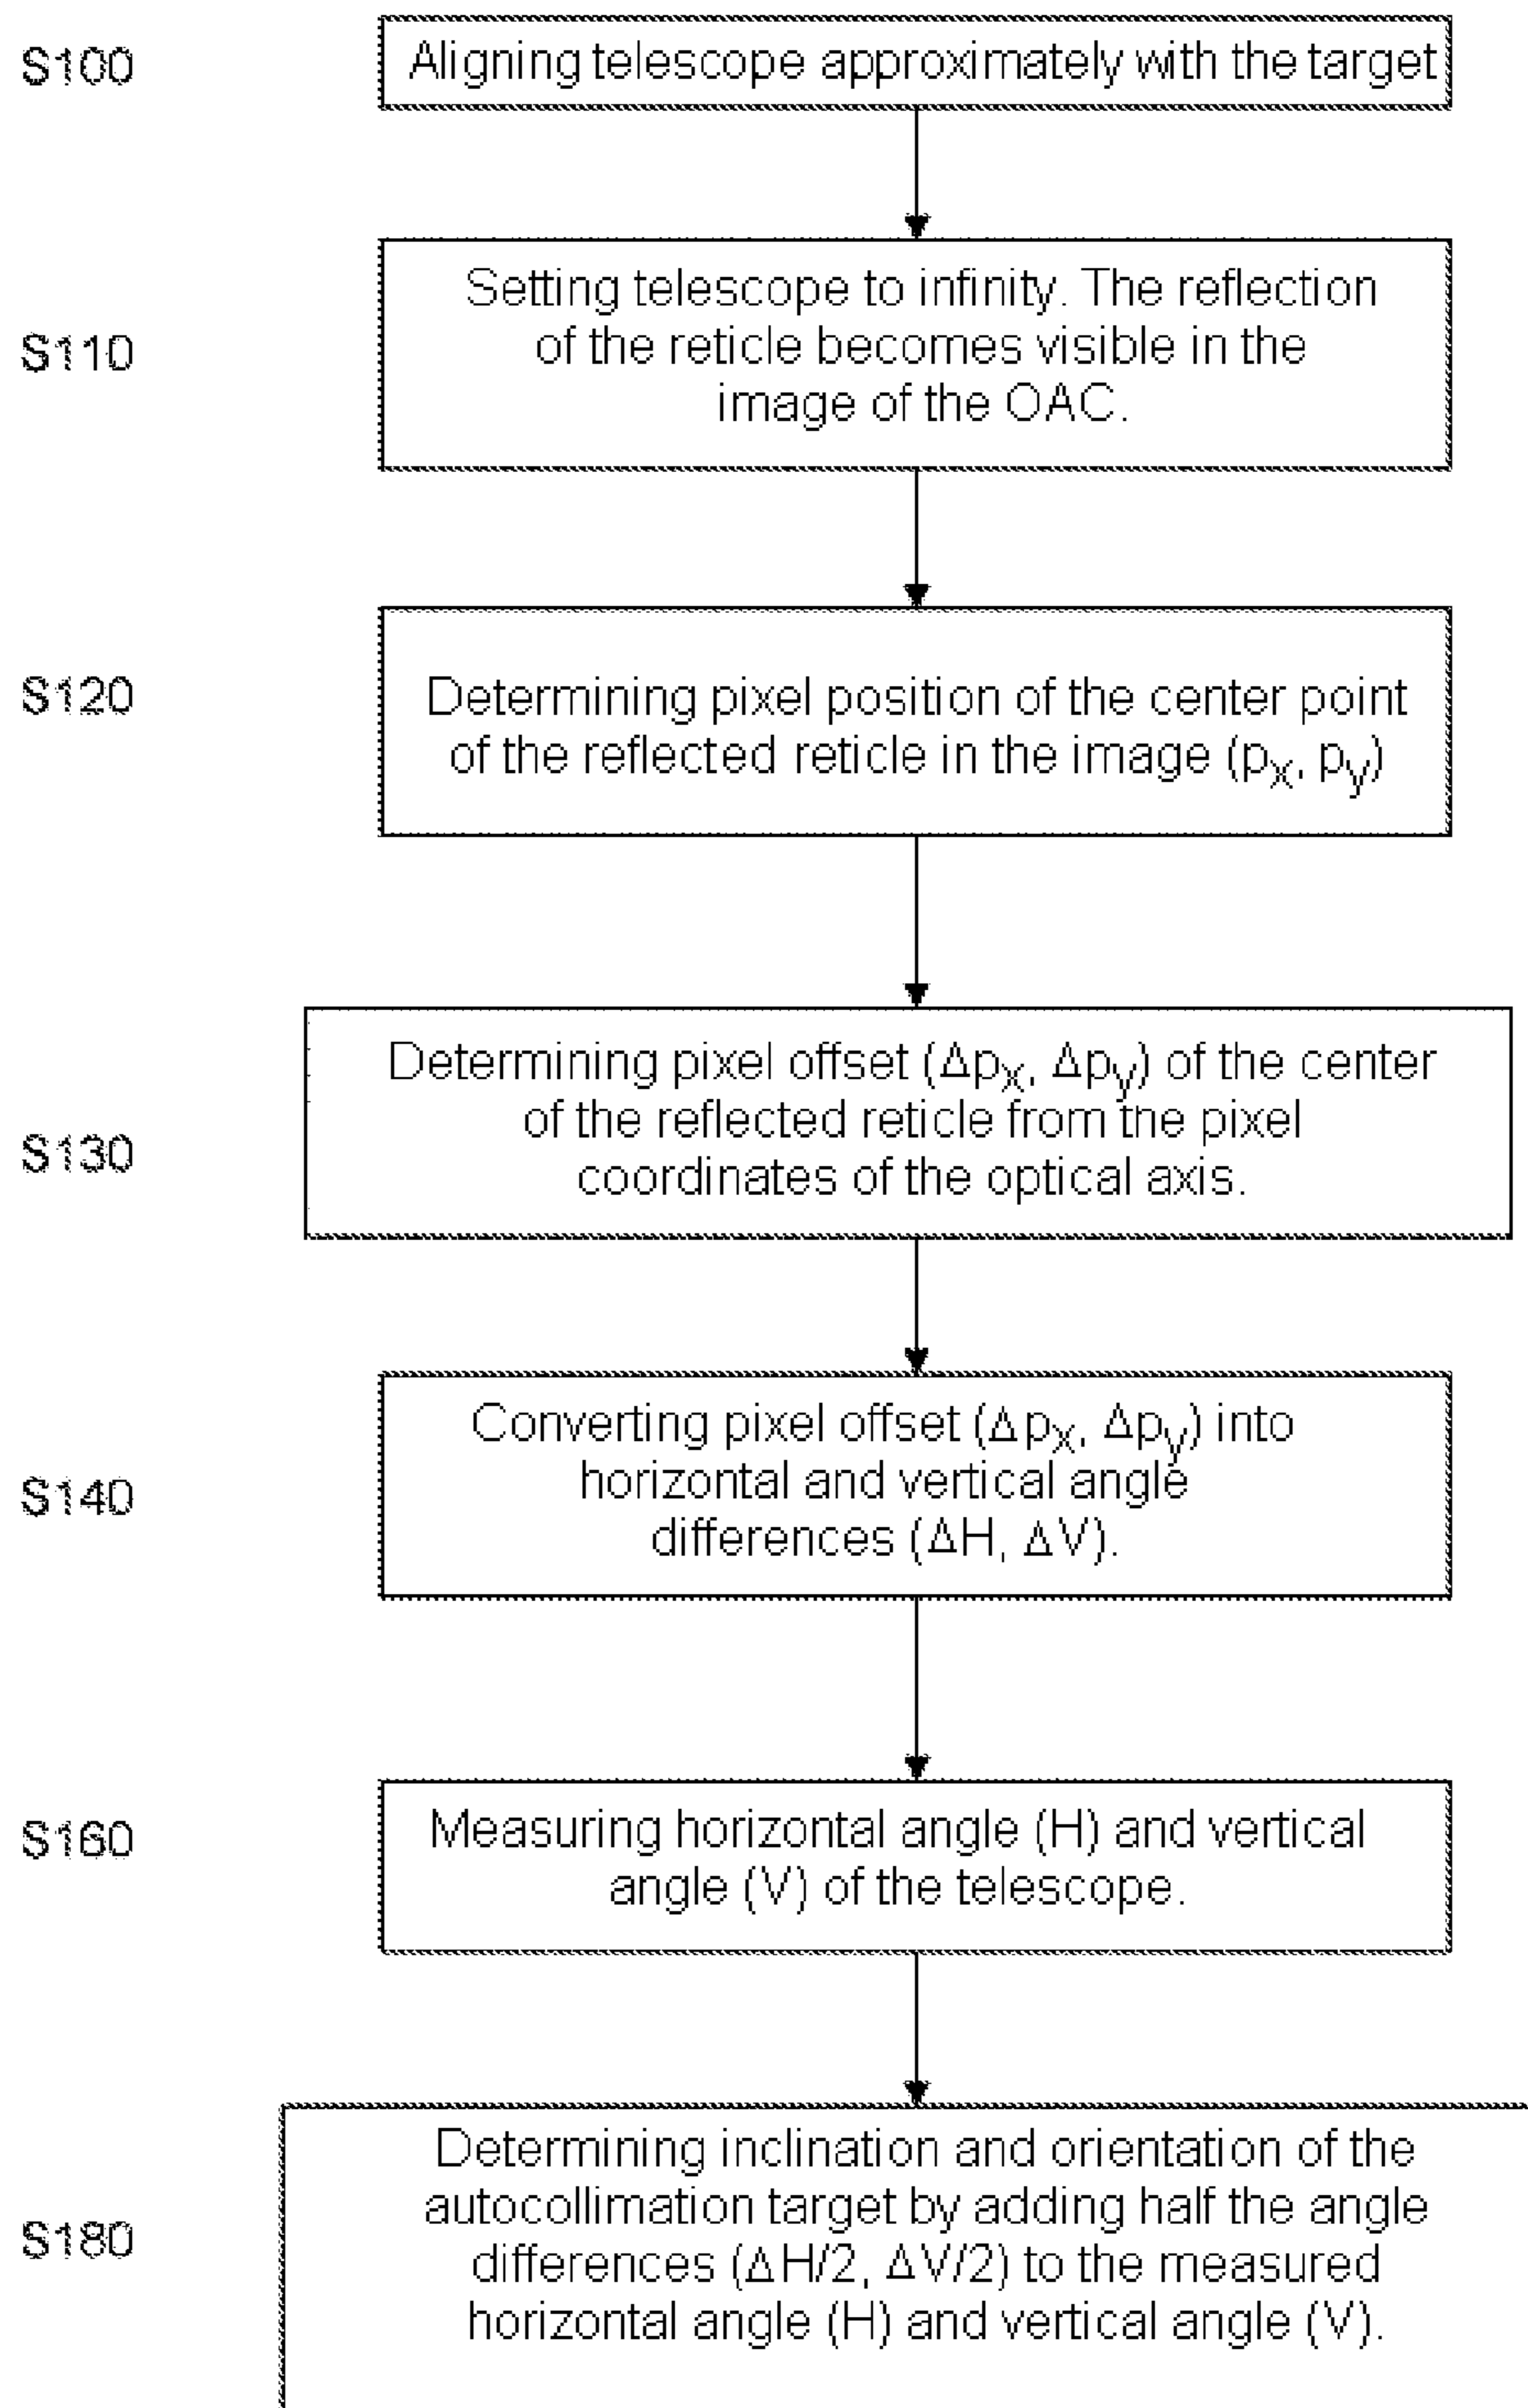 S100
Aligning telescope approximately with the target
S110
Setting telescope to infinity. The reflection
of the reticle becomes visible in the
image of the OAC.
S120
Determining pixel position of the center point
of the reflected reticle in the image (pₓ, p_y)
S130
Determining pixel offset (Δpₓ, Δp_y) of the center
of the reflected reticle from the pixel
coordinates of the optical axis.
S140
Converting pixel offset (Δpₓ, Δp_y) into
horizontal and vertical angle
differences (ΔH, ΔV).
S160
Measuring horizontal angle (H) and vertical
angle (V) of the telescope.
S180
Determining inclination and orientation of the
autocollimation target by adding half the angle
differences (ΔH/2, ΔV/2) to the measured
horizontal angle (H) and vertical angle (V).